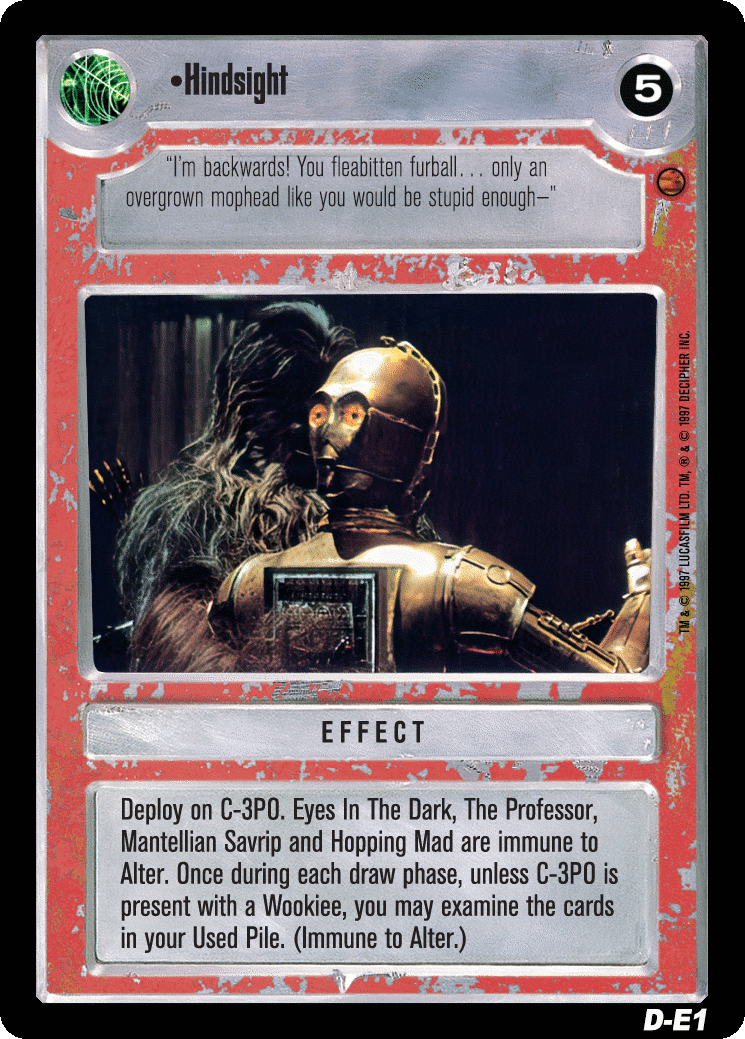 •Hindsight
5
“I’m backwards! You fleabitten furball... only an
overgrown mophead like you would be stupid enough–”
TM & © 1997 LUCASFILM LTD. TM, ® & © 1997 DECIPHER INC.
EFFECT
Deploy on C-3PO. Eyes In The Dark, The Professor,
Mantellian Savrip and Hopping Mad are immune to
Alter. Once during each draw phase, unless C-3PO is
present with a Wookiee, you may examine the cards
in your Used Pile. (Immune to Alter.)
D-E1